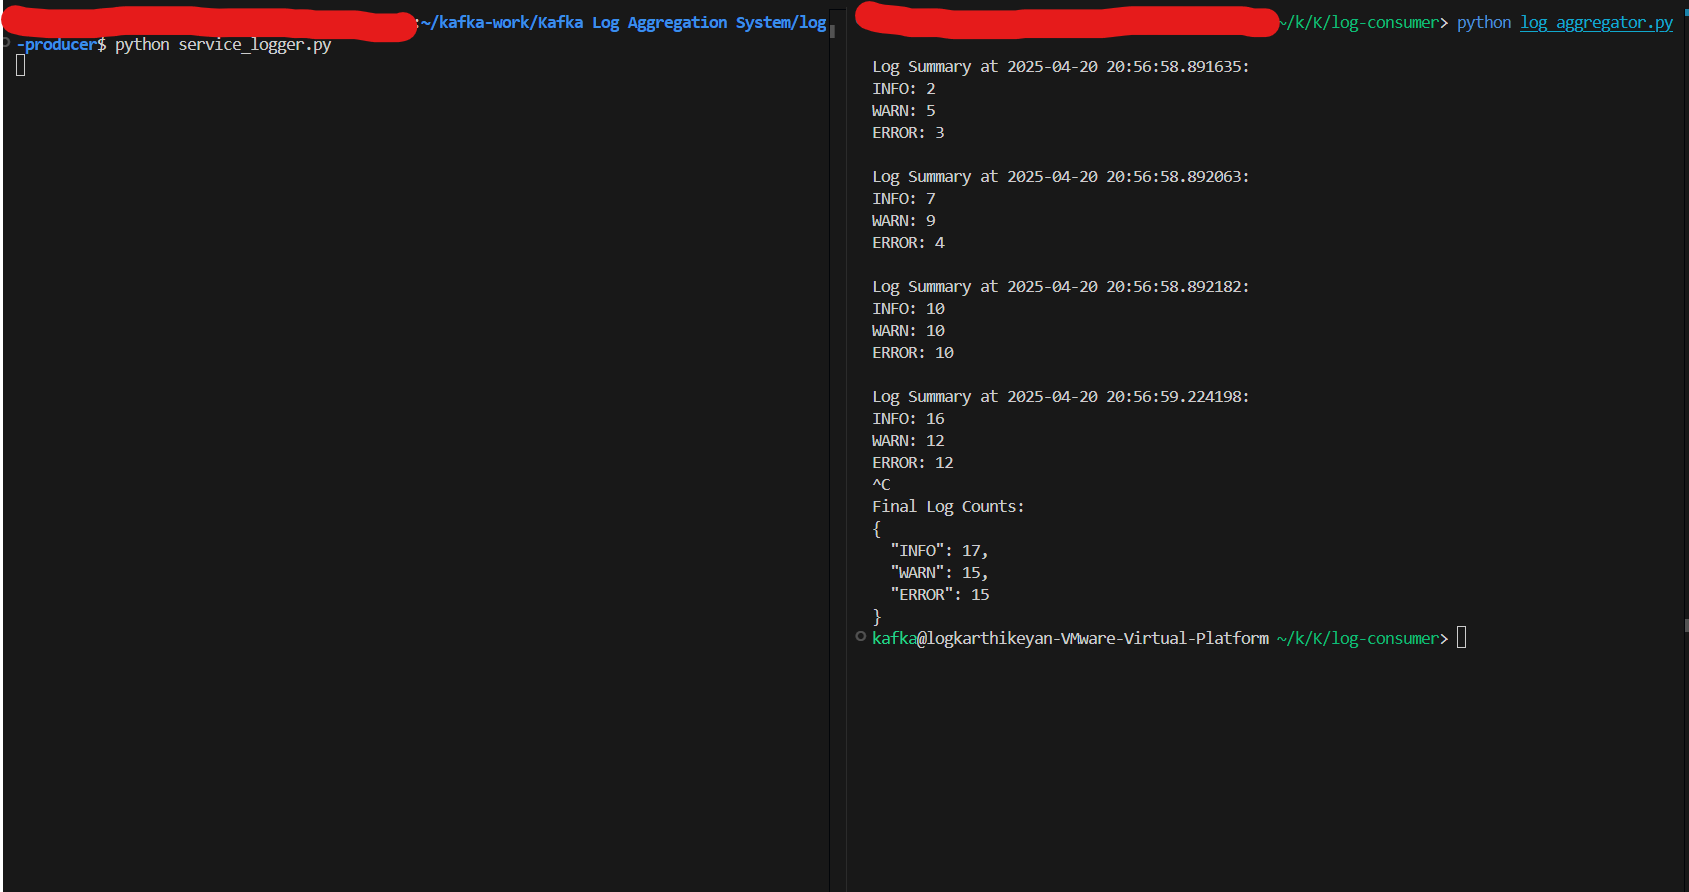 :~/kafka-work/Kafka Log Aggregation System/log
-producer$ python service_logger.py
~/k/K/log-consumer> python log_aggregator.py
Log Summary at 2025-04-20 20:56:58.891635:
INFO: 2
WARN: 5
ERROR: 3
Log Summary at 2025-04-20 20:56:58.892063:
INFO: 7
WARN: 9
ERROR: 4
Log Summary at 2025-04-20 20:56:58.892182:
INFO: 10
WARN: 10
ERROR: 10
Log Summary at 2025-04-20 20:56:59.224198:
INFO: 16
WARN: 12
ERROR: 12
^C
Final Log Counts:
{
  "INFO": 17,
  "WARN": 15,
  "ERROR": 15
}
kafka@logkarthikeyan-VMware-Virtual-Platform ~/k/K/log-consumer>